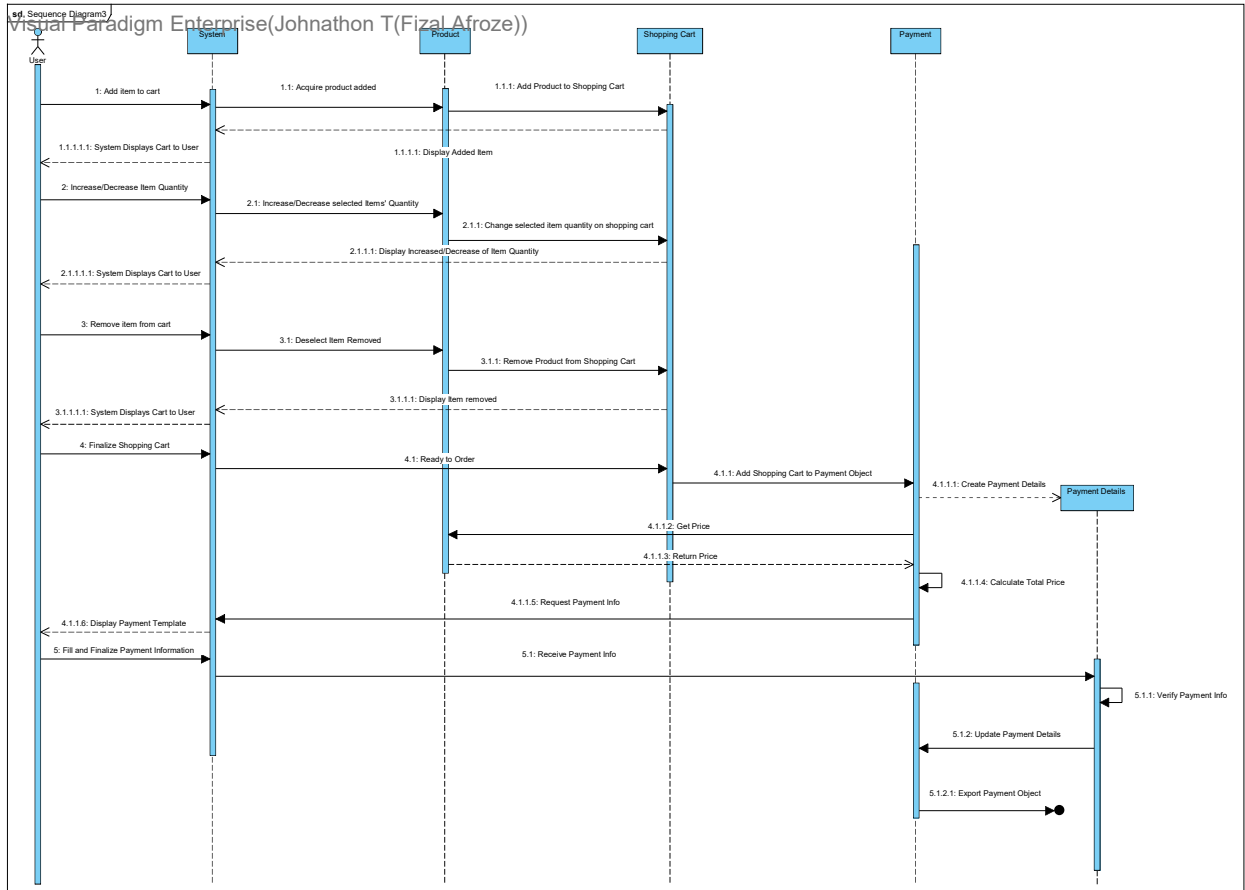 sd Sequence Diagram3
Visual Paradigm Enterprise(Johnathon T(Fizal Afroze))
User
System
Product
Shopping Cart
Payment
1: Add item to cart
1.1: Acquire product added
1.1.1: Add Product to Shopping Cart
1.1.1.1: Display Added Item
1.1.1.1.1: System Displays Cart to User
2: Increase/Decrease Item Quantity
2.1: Increase/Decrease selected Items' Quantity
2.1.1: Change selected item quantity on shopping cart
2.1.1.1: Display Increased/Decrease of Item Quantity
2.1.1.1.1: System Displays Cart to User
3: Remove item from cart
3.1: Deselect Item Removed
3.1.1: Remove Product from Shopping Cart
3.1.1.1: Display Item removed
3.1.1.1.1: System Displays Cart to User
4: Finalize Shopping Cart
4.1: Ready to Order
4.1.1: Add Shopping Cart to Payment Object
4.1.1.1: Create Payment Details
Payment Details
4.1.1.2: Get Price
4.1.1.3: Return Price
4.1.1.4: Calculate Total Price
4.1.1.5: Request Payment Info
4.1.1.6: Display Payment Template
5: Fill and Finalize Payment Information
5.1: Receive Payment Info
5.1.1: Verify Payment Info
5.1.2: Update Payment Details
5.1.2.1: Export Payment Object